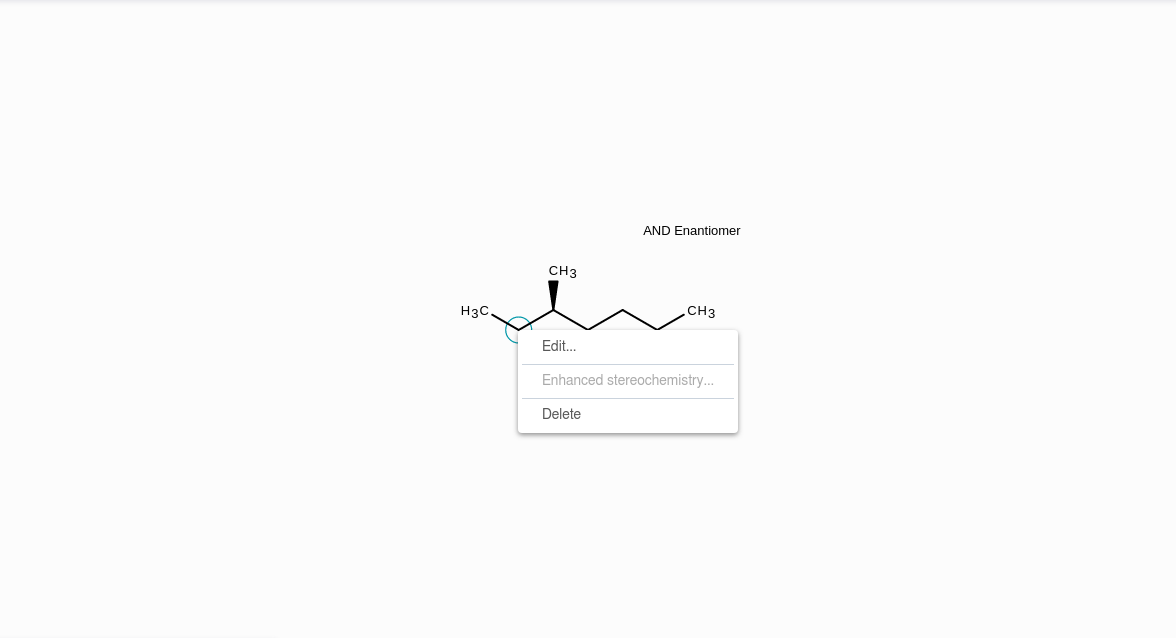 AND Enantiomer
CH3
H3C
CH3
Edit...
Enhanced stereochemistry...
Delete